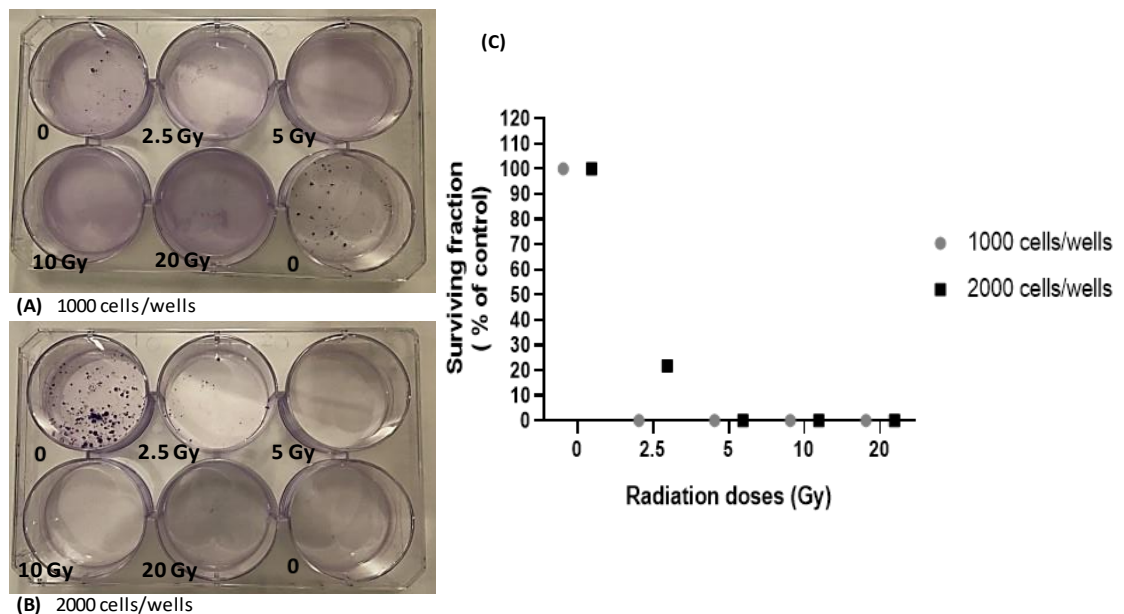 0
2.5 Gy
5 Gy
10 Gy
20 Gy
0
(A) 1000 cells/wells
0
2.5 Gy
5 Gy
10 Gy
20 Gy
0
(B) 2000 cells/wells
(C)
Surviving fraction
( % of control)
120
110
100
90
80
70
60
50
40
30
20
10
0
0 2.5 5 10 20
Radiation doses (Gy)
1000 cells/wells
2000 cells/wells